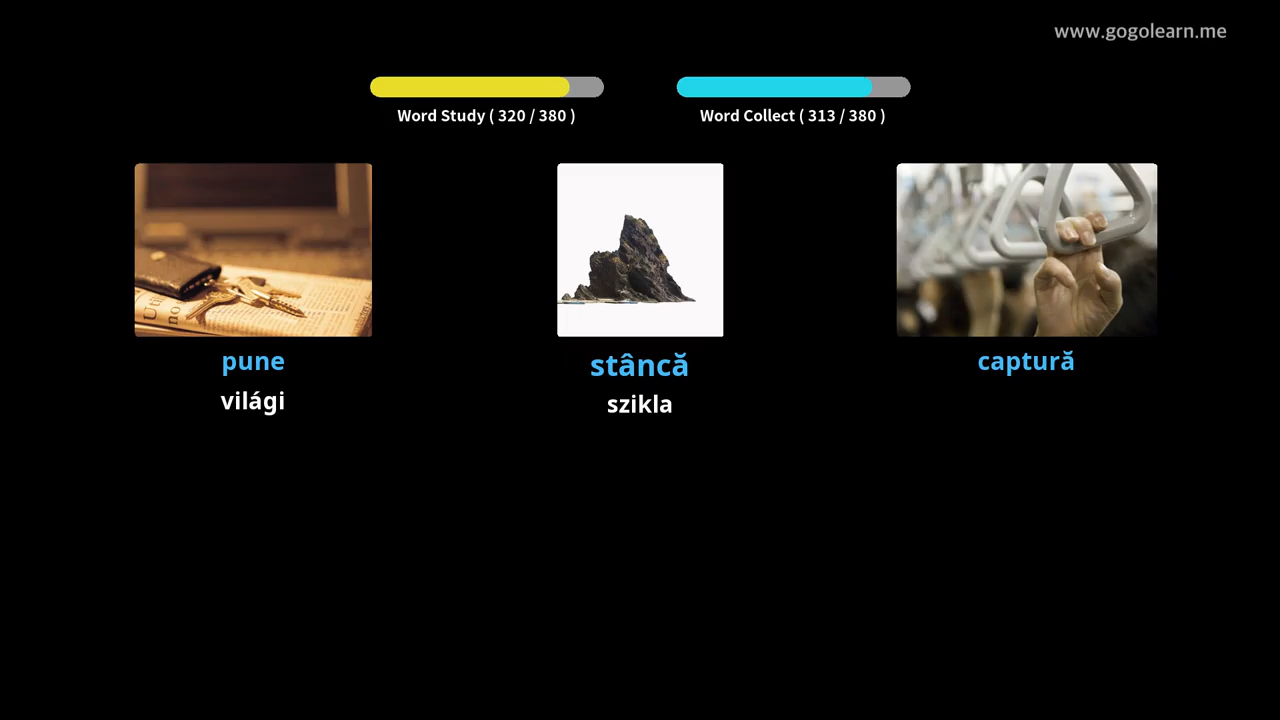 www.gogolearn.me
Word Study ( 320 / 380 )
Word Collect ( 313 / 380 )
pune
stâncă
captură
világi
szikla